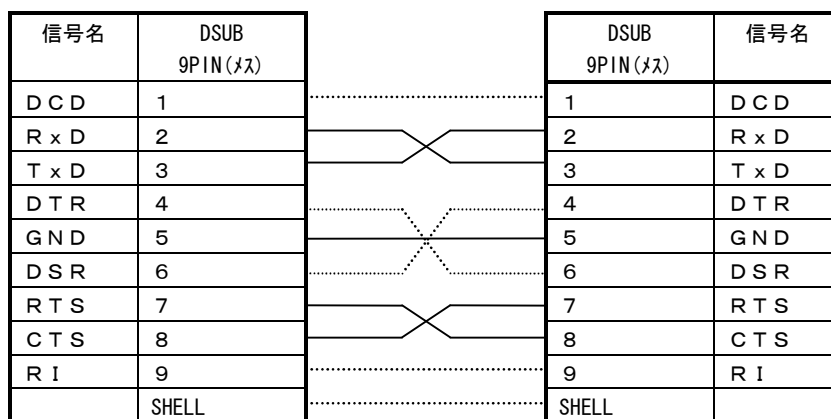 信号名 DSUB 9PIN(ﾒｽ) DSUB 9PIN(ﾒｽ) 信号名
ＤＣＤ 1 1 ＤＣＤ
ＲｘＤ 2 2 ＲｘＤ
ＴｘＤ 3 3 ＴｘＤ
ＤＴＲ 4 4 ＤＴＲ
ＧＮＤ 5 5 ＧＮＤ
ＤＳＲ 6 6 ＤＳＲ
ＲＴＳ 7 7 ＲＴＳ
ＣＴＳ 8 8 ＣＴＳ
ＲＩ 9 9 ＲＩ
SHELL SHELL